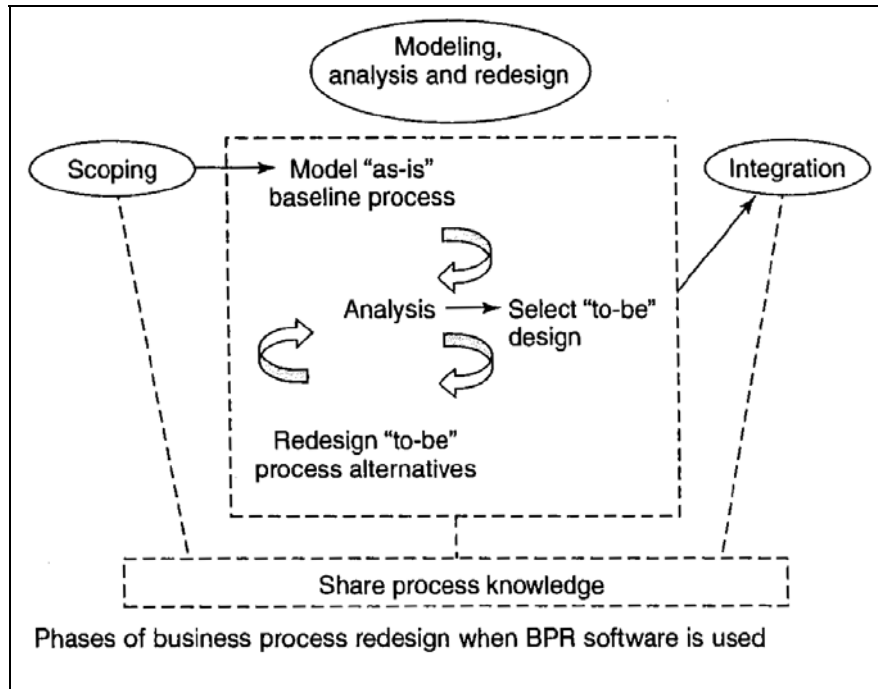 Modeling,
analysis and redesign
Scoping
Model “as-is”
baseline process
Integration
Analysis
Select “to-be”
design
Redesign “to-be”
process alternatives
Share process knowledge
Phases of business process redesign when BPR software is used